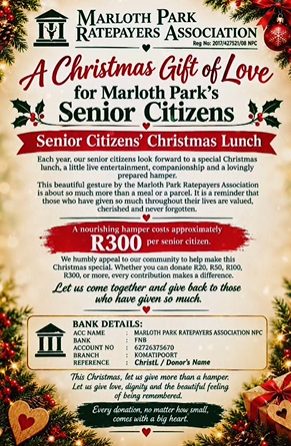 MARLOTH PARK
RATEPAYERS ASSOCIATION
Reg No: 2017/427521/08 NPC
A Christmas Gift of Love
for Marloth Park's
Senior Citizens
Senior Citizens' Christmas Lunch
Each year, our senior citizens look forward to a special Christmas
lunch, a little live entertainment, companionship and a lovingly
prepared hamper.
This beautiful gesture by the Marloth Park Ratepayers Association
is about so much more than a meal or a parcel. It is a reminder that
those who have given so much throughout their lives are valued,
cherished and never forgotten.
A nourishing hamper costs approximately
R300 per senior citizen.
We humbly appeal to our community to help make this
Christmas special. Whether you can donate R20, R50, R100,
R300, or more, every contribution makes a difference.
Let us come together and give back to those
who have given so much.
BANK DETAILS:
ACC NAME : MARLOTH PARK RATEPAYERS ASSOCIATION NPC
BANK : FNB
ACCOUNT NO : 62726375670
BRANCH : KOMATIPOORT
REFERENCE : ChristL / Donor's Name
This Christmas, let us give more than a hamper.
Let us give love, dignity and the beautiful feeling
of being remembered.
Every donation, no matter how small,
comes with a big heart.